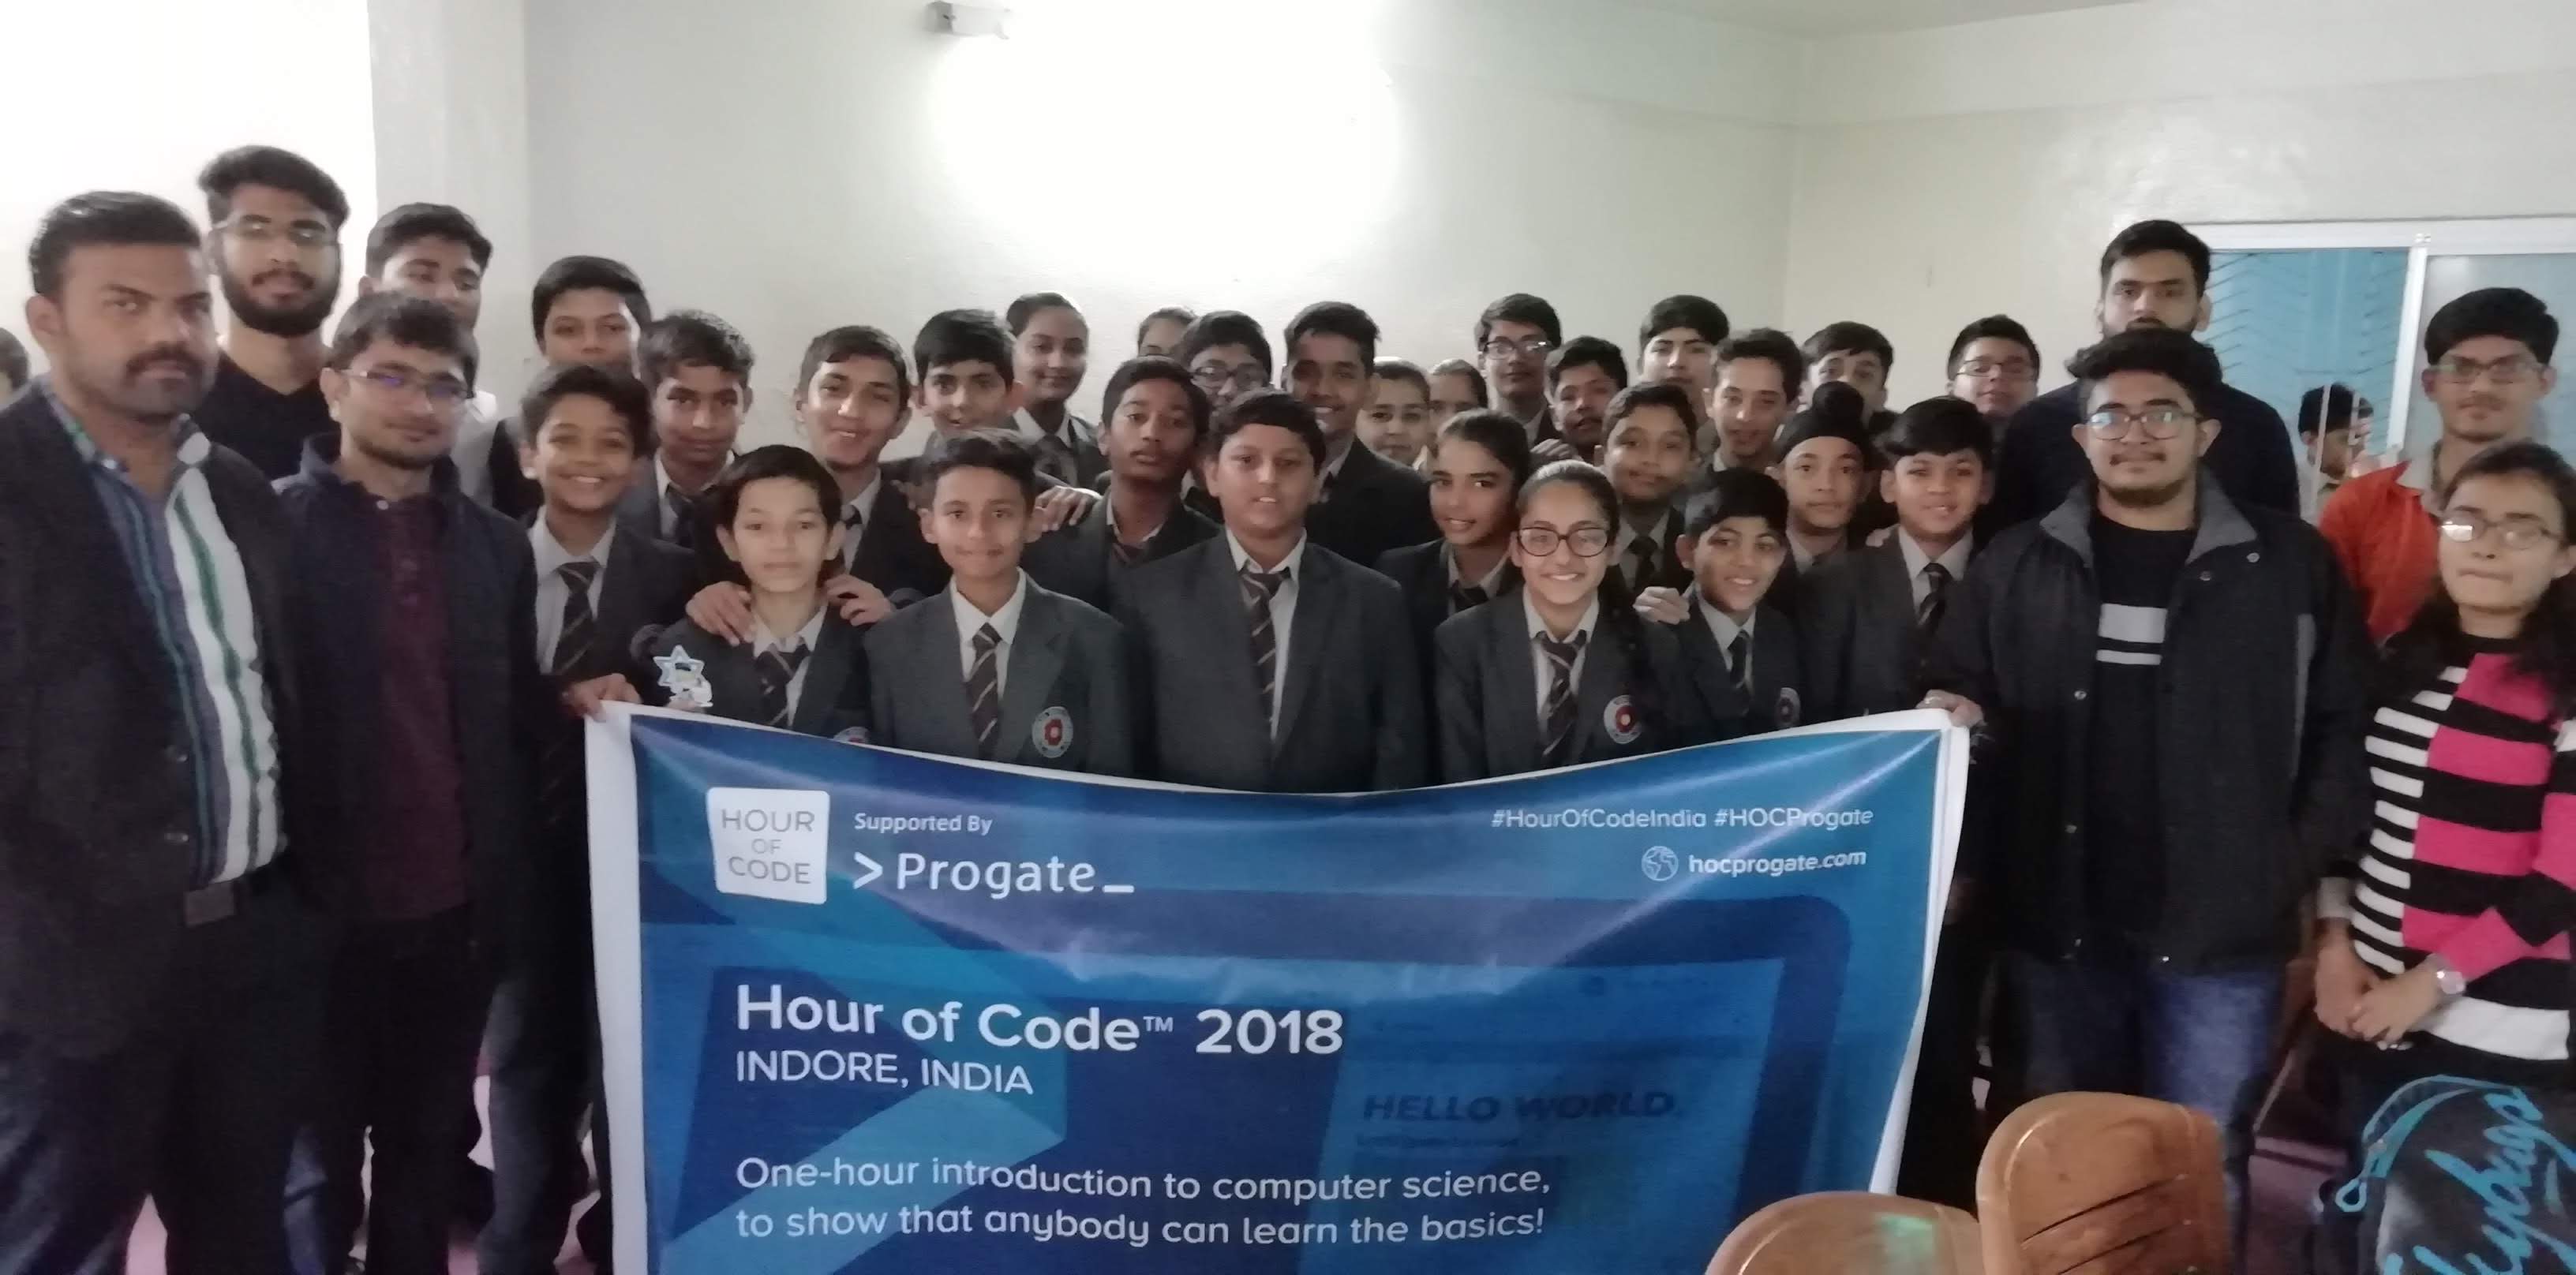 HOUR
OF
CODE
Supported By
>Progate_
#HourOfCodeIndia #HOCProgate
hocprogate.com
Hour of Code™ 2018
INDORE, INDIA
HELLO WORLD
One-hour introduction to computer science,
to show that anybody can learn the basics!